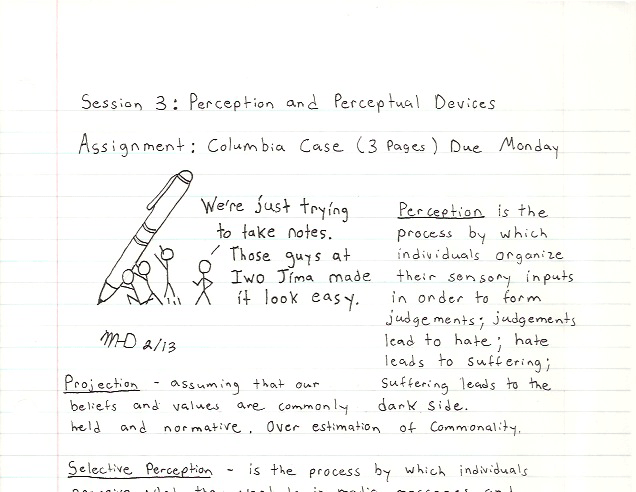 Session 3: Perception and Perceptual Devices
Assignment: Columbia Case (3 Pages) Due Monday
We're just trying
to take notes.
Those guys at
Iwo Jima made
it look easy.
M-D 2/13
Perception is the
process by which
individuals organize
their sensory inputs
in order to form
judgements; judgements
lead to hate; hate
leads to suffering;
suffering leads to the
dark side.
Projection - assuming that our
beliefs and values are commonly
held and normative. Over estimation of Commonality.
Selective Perception - is the process by which individuals